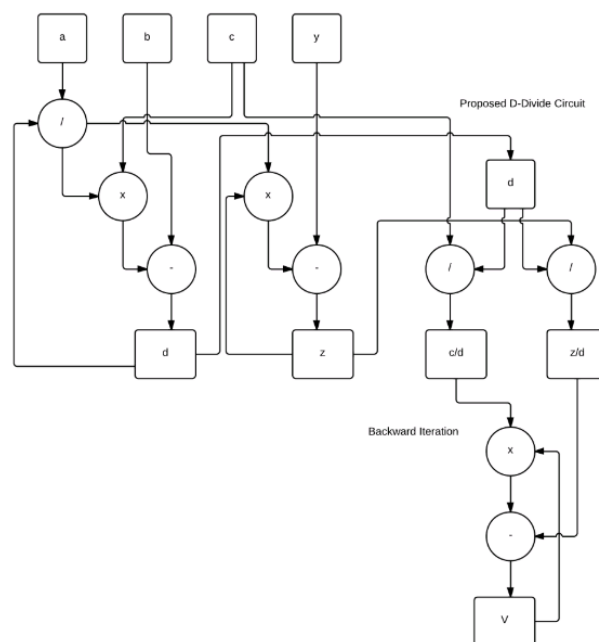 a
b
c
y
Proposed D-Divide Circuit
/
x
x
d
-
-
/
/
d
z
c/d
z/d
Backward Iteration
x
-
V